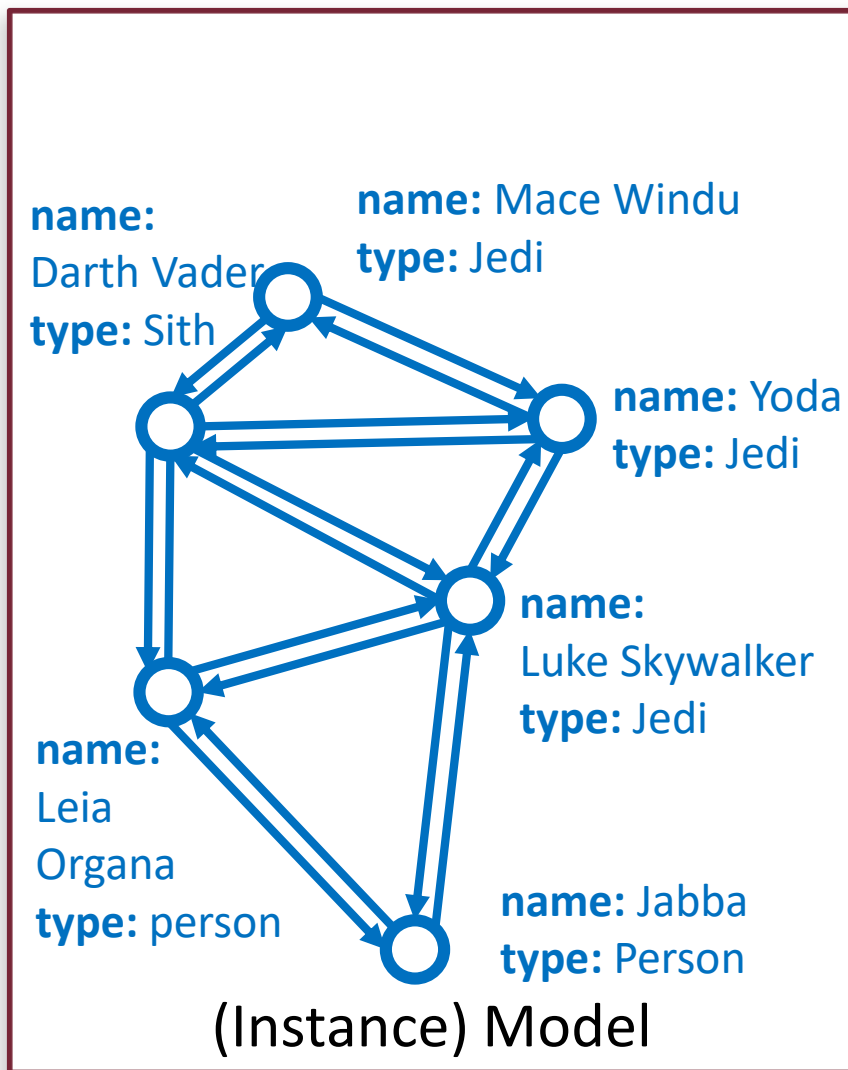 name: Mace Windu
type: Jedi
name:
Darth Vader
type: Sith
name: Yoda
type: Jedi
name:
Luke Skywalker
type: Jedi
name:
Leia
Organa
type: person
name: Jabba
type: Person
(Instance) Model